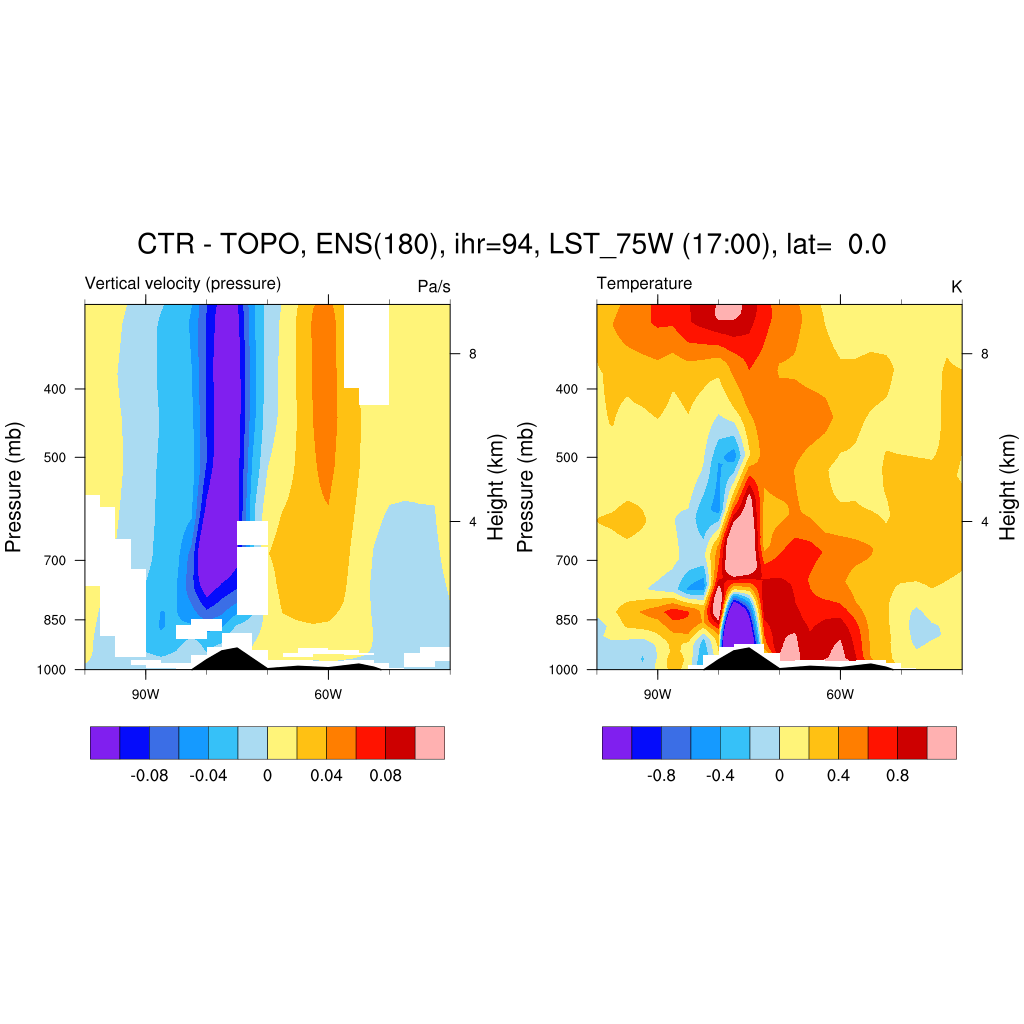 CTR - TOPO, ENS(180), ihr=94, LST_75W (17:00), lat=  0.0
Vertical velocity (pressure)
Pa/s
Temperature
K
8
8
400
400
500
500
4
4
700
700
850
850
1000
1000
90W
60W
90W
60W
Pressure (mb)
Height (km)
Pressure (mb)
Height (km)
-0.08
-0.04
0
0.04
0.08
-0.8
-0.4
0
0.4
0.8